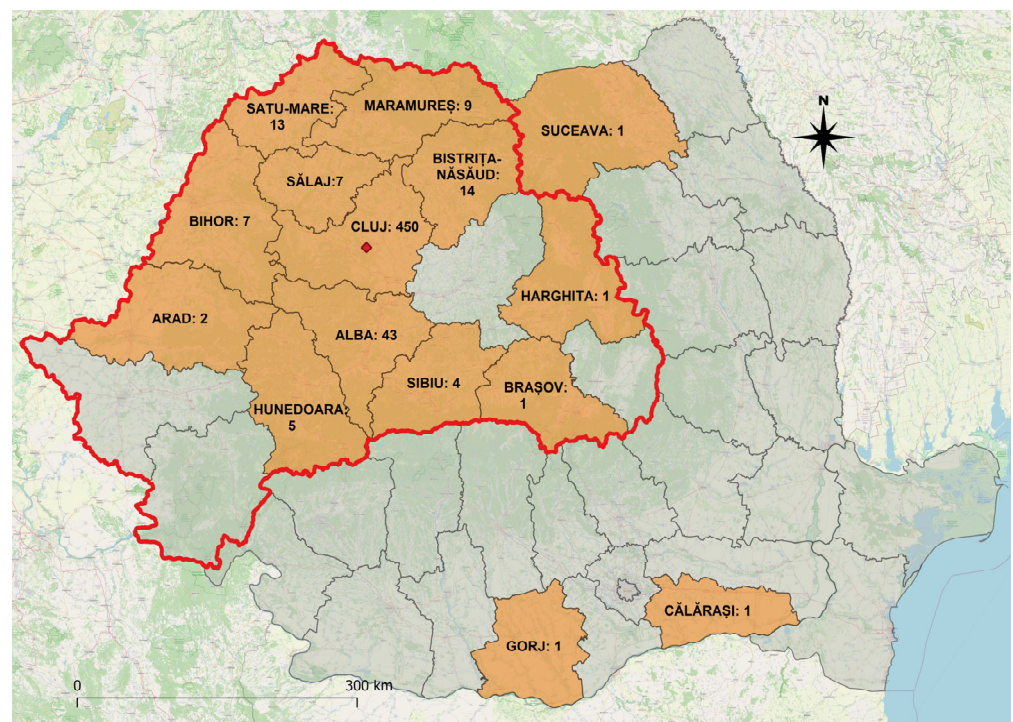 N
SATU-MARE:
13
MARAMUREȘ: 9
SUCEAVA: 1
BISTRIȚA-
NĂSĂUD:
14
SĂLAJ:7
BIHOR: 7
CLUJ: 450
HARGHITA: 1
ARAD: 2
ALBA: 43
SIBIU: 4
BRAȘOV:
1
HUNEDOARA:
5
CĂLĂRAȘI: 1
GORJ: 1
0
300 km